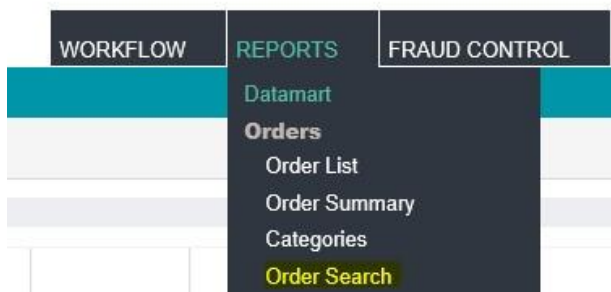 WORKFLOW REPORTS FRAUD CONTROL
Datamart
Orders
Order List
Order Summary
Categories
Order Search